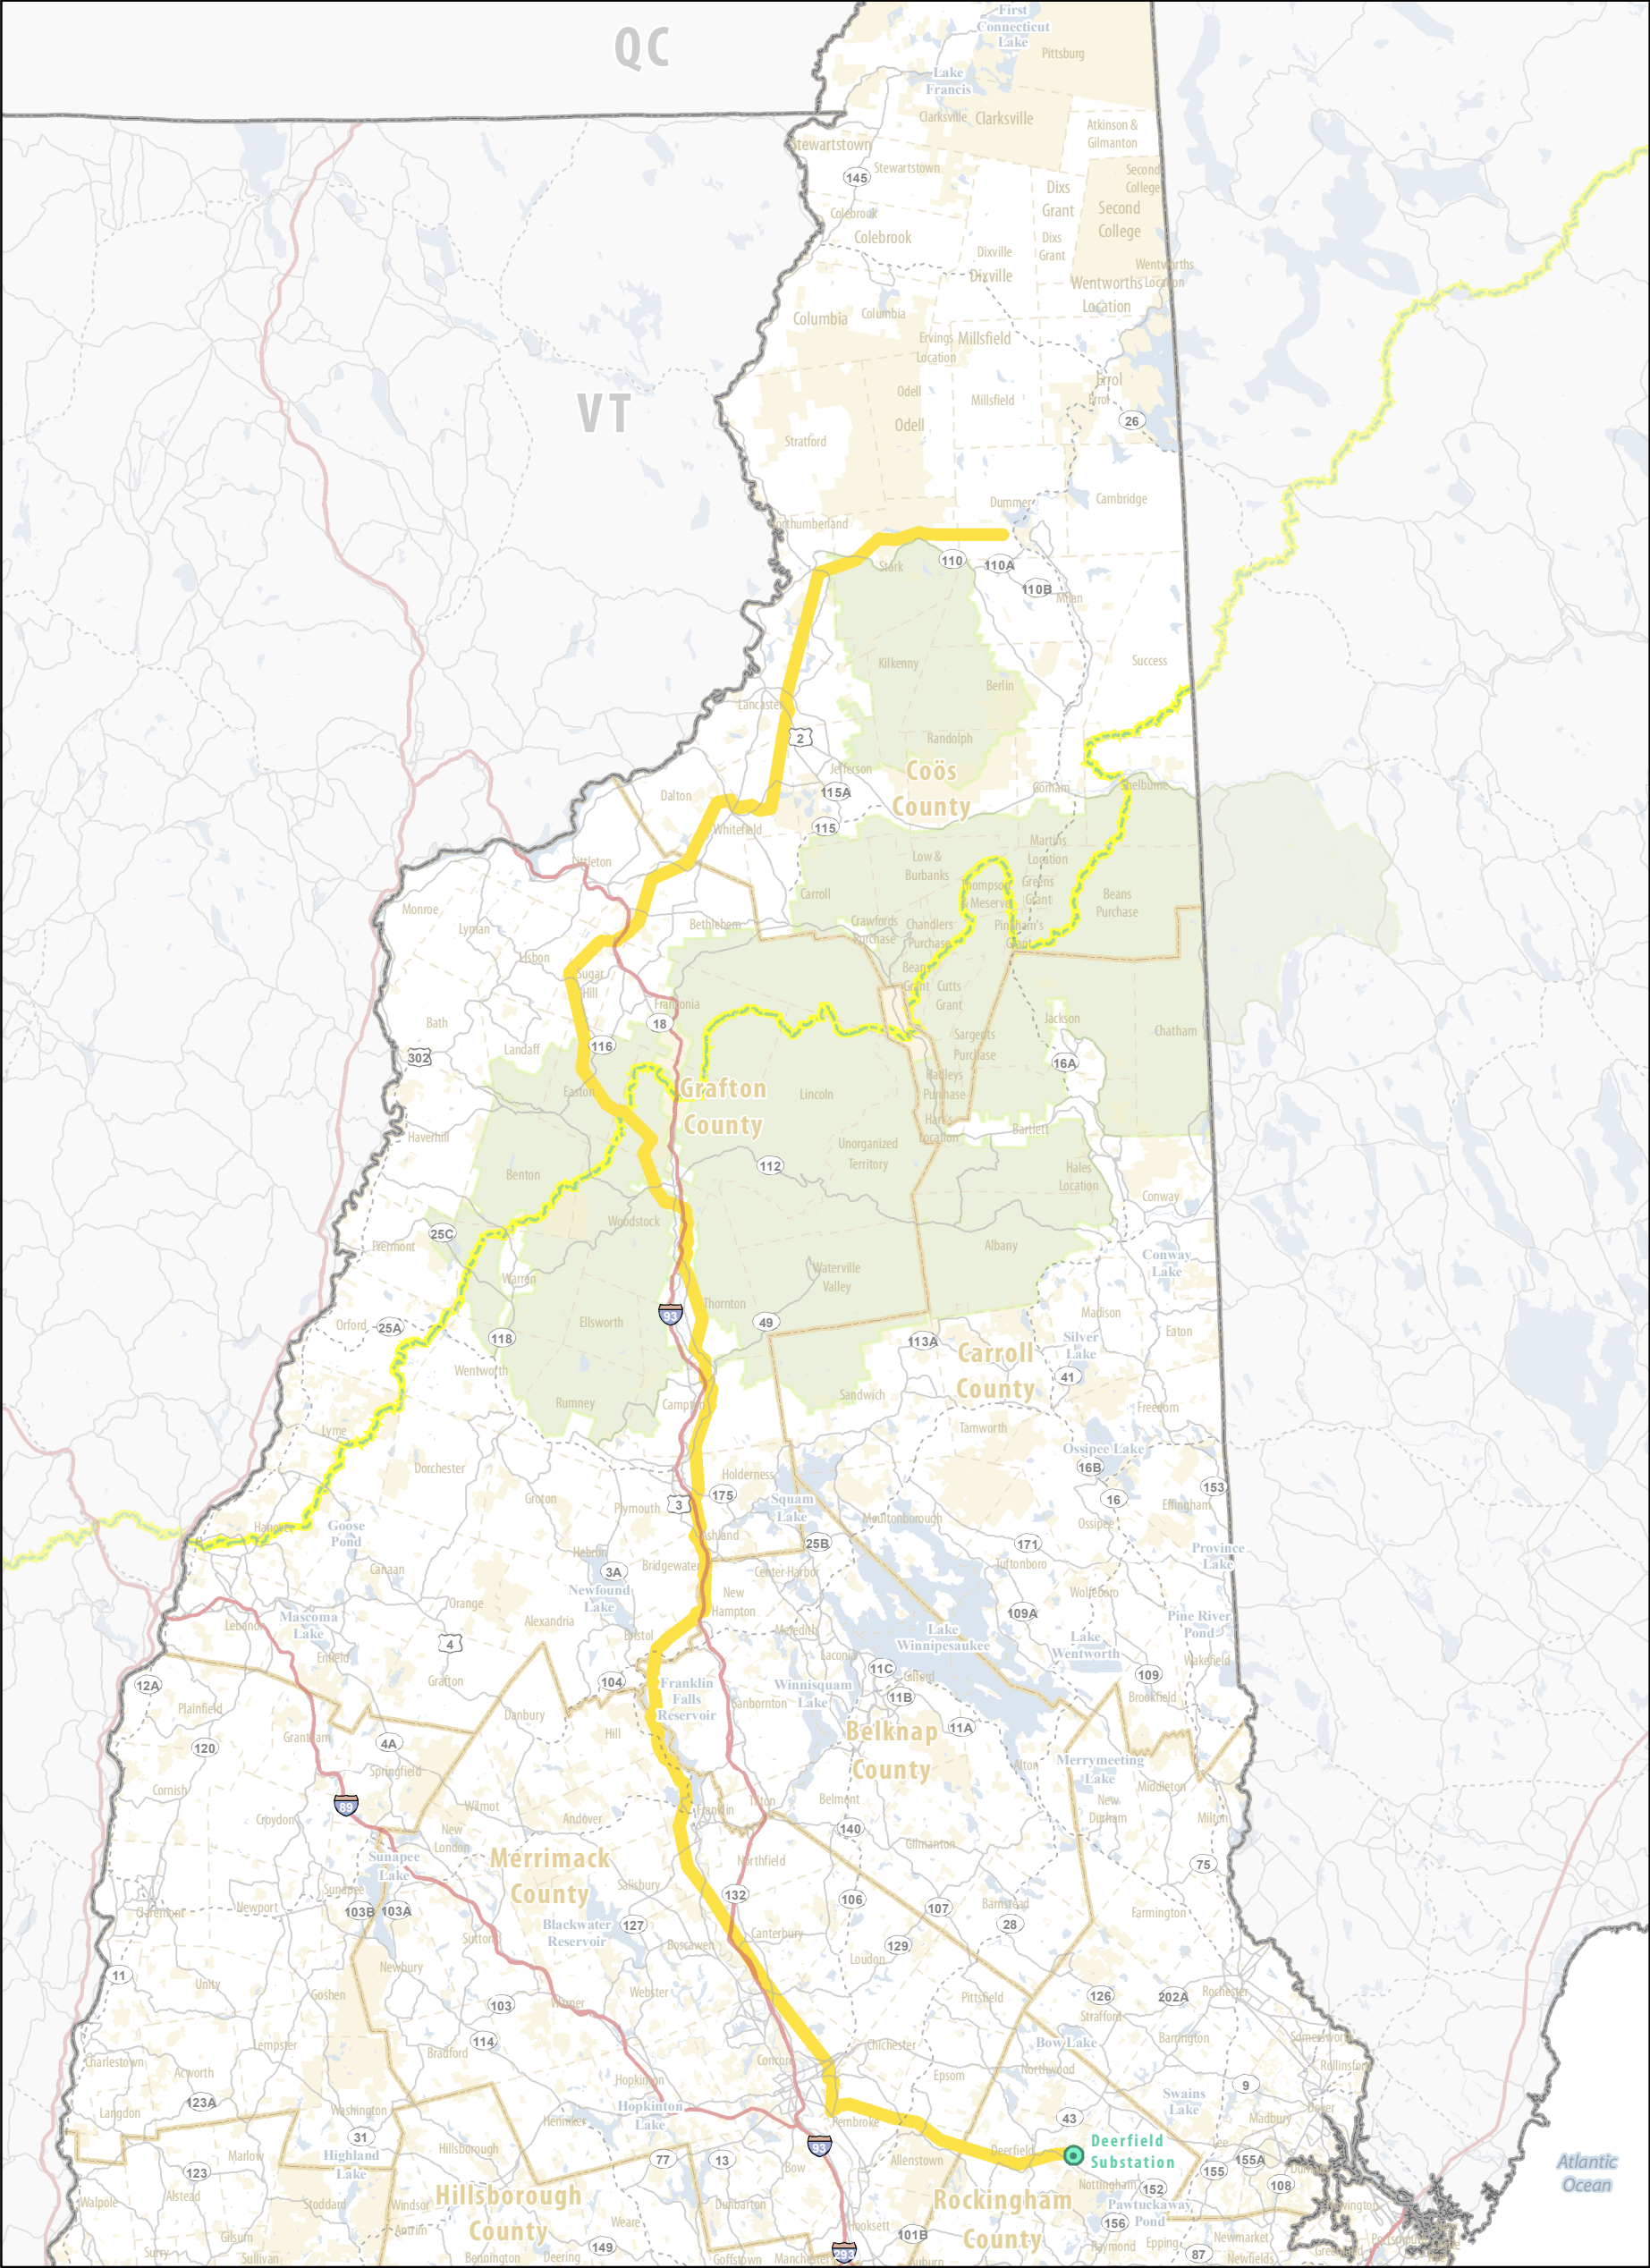 QC
First
Connecticut
Lake
Pittsburg
Lake
Francis
Clarksville
Clarksville
Atkinson &
Gilmanton
Stewartstown
Stewartstown
145
Second
College
Dixs
Grant
Second
College
Colebrook
Colebrook
Dixs
Grant
Dixville
Dixville
Wentworths
Location
Wentworths
Location
Columbia
Columbia
Ervings
Location
Millsfield
VT
Errol
Errol
Odell
Millsfield
26
Odell
Stratford
Cambridge
Dummer
Northumberland
Stark
110
110A
110B
Milan
Kilkenny
Success
Berlin
Lancaster
2
Randolph
Jefferson
Coös
County
115A
Dalton
Gorham
Shelburne
Whitefield
115
Martins
Location
Littleton
Low &
Burbanks
Thompson
& Meserve
Greens
Grant
Beans
Purchase
Carroll
Monroe
Lyman
Bethlehem
Crawfords
Purchase
Chandlers
Purchase
Pinkham's
Grant
Lisbon
Sugar
Hill
Beans
Grant
Cutts
Grant
Franconia
18
Bath
Jackson
Chatham
Sargents
Purchase
302
Landaff
116
16A
Easton
Grafton
County
Lincoln
Hadleys
Purchase
Hart's
Location
Bartlett
Haverhill
Unorganized
Territory
112
Benton
Hales
Location
Conway
Woodstock
25C
Piermont
Albany
Conway
Lake
Warren
Waterville
Valley
Thornton
93
49
Ellsworth
Madison
Orford
25A
118
113A
Eaton
Silver
Lake
Carroll
County
Wentworth
41
Rumney
Campton
Sandwich
Freedom
Lyme
Tamworth
Ossipee Lake
16B
Dorchester
Holderness
153
Groton
Plymouth
3
175
Squam
Lake
16
Effingham
Moultonborough
Ossipee
Hanover
Goose
Pond
Ashland
25B
171
Tuftonboro
Province
Lake
Hebron
3A
Bridgewater
Center Harbor
Canaan
Newfound
Lake
New
Hampton
Wolfeboro
Orange
109A
Alexandria
Lebanon
Mascoma
Lake
Pine River
Pond
Bristol
Meredith
Lake
Winnipesaukee
Lake
Wentworth
4
Enfield
Laconia
Wakefield
12A
Grafton
104
Franklin
Falls
Reservoir
Winnisquam
Lake
11C
Gilford
109
11B
Brookfield
Plainfield
Sanbornton
Danbury
Hill
Belknap
County
11A
120
Grantham
4A
Merrymeeting
Lake
Alton
Springfield
Cornish
Middleton
89
Wilmot
Andover
Franklin
Tilton
Belmont
New
Durham
Milton
Croydon
New
London
140
Gilmanton
Sunapee
Lake
Merrimack
County
Northfield
75
Sunapee
Salisbury
132
106
107
Barnstead
28
Claremont
Newport
103B
103A
Blackwater
Reservoir
127
Canterbury
Farmington
Sutton
Boscawen
129
Loudon
Newbury
11
Unity
Goshen
Webster
Pittsfield
126
202A
Rochester
103
Warner
Strafford
114
Bow Lake
Barrington
Somersworth
Lempster
Bradford
Chichester
Charlestown
Concord
Northwood
Rollinsford
Acworth
Hopkinton
Epsom
123A
Swains
Lake
9
Langdon
Washington
Hopkinton
Lake
Henniker
Pembroke
43
Madbury
Dover
31
93
Deerfield
Deerfield
Substation
Lee
Marlow
Highland
Lake
Hillsborough
77
13
Allenstown
Atlantic
Ocean
123
Bow
Nottingham
155
155A
108
152
Alstead
Walpole
Hillsborough
County
Rockingham
County
Pawtuckaway
Pond
Stoddard
Windsor
Dunbarton
Antrim
Weare
Hooksett
101B
156
Gilsum
149
Raymond
Epping
Newmarket
Surry
Sullivan
Bennington
Deering
Goffstown
Manchester
293
87
Newfields